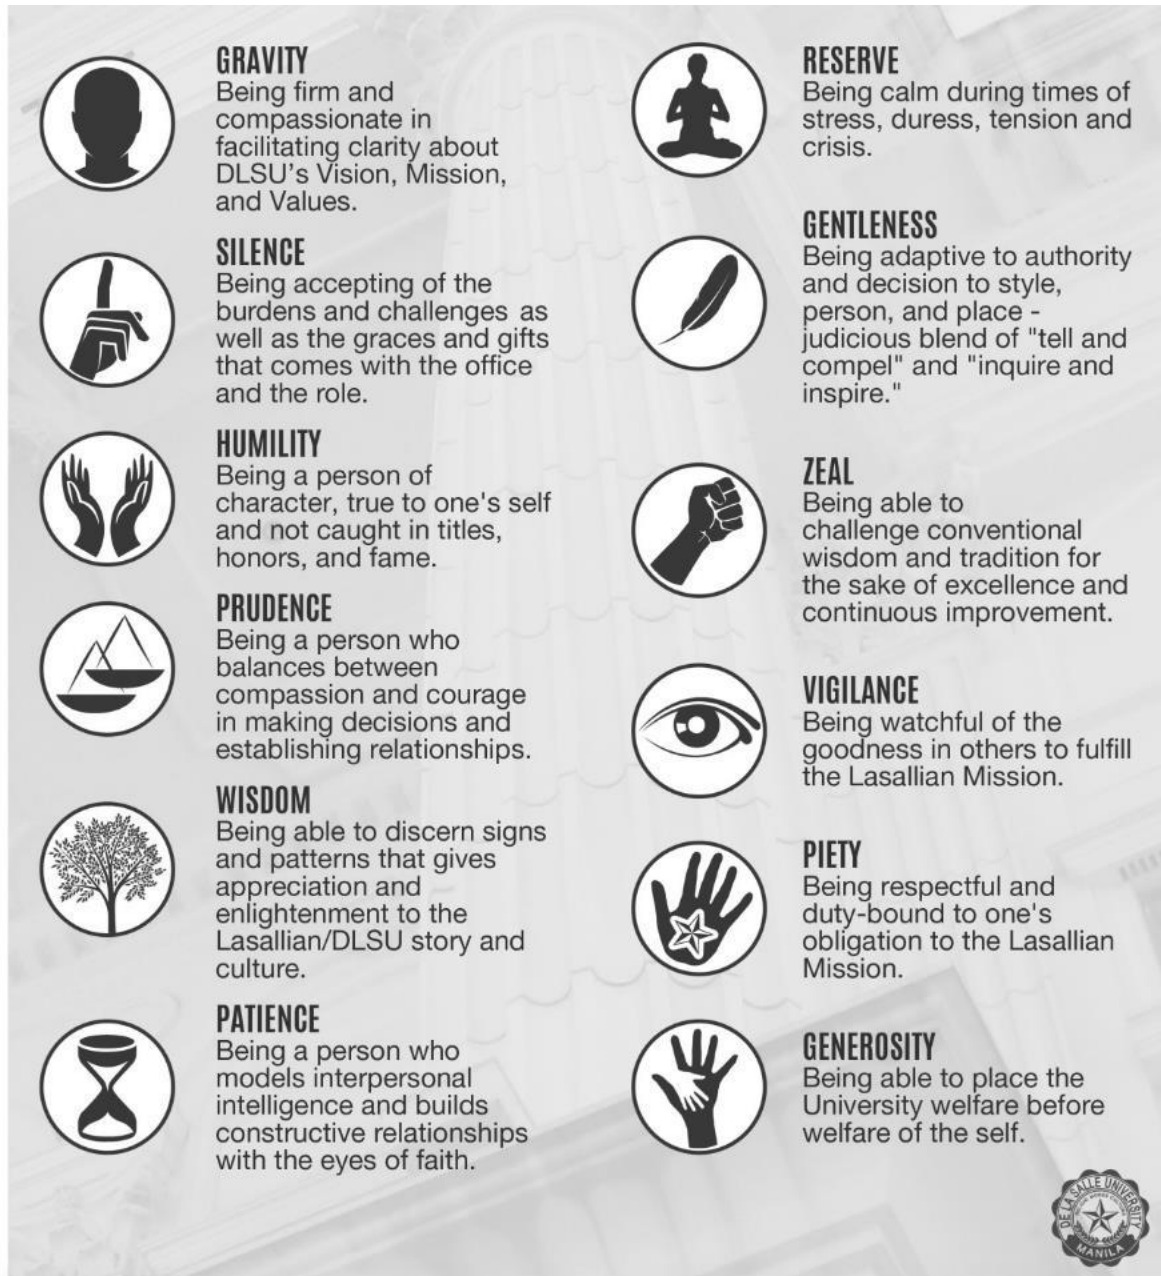 GRAVITY
Being firm and
compassionate in
facilitating clarity about
DLSU's Vision, Mission,
and Values.
SILENCE
Being accepting of the
burdens and challenges as
well as the graces and gifts
that comes with the office
and the role.
HUMILITY
Being a person of
character, true to one's self
and not caught in titles,
honors, and fame.
PRUDENCE
Being a person who
balances between
compassion and courage
in making decisions and
establishing relationships.
WISDOM
Being able to discern signs
and patterns that gives
appreciation and
enlightenment to the
Lasallian/DLSU story and
culture.
PATIENCE
Being a person who
models interpersonal
intelligence and builds
constructive relationships
with the eyes of faith.
RESERVE
Being calm during times of
stress, duress, tension and
crisis.
GENTLENESS
Being adaptive to authority
and decision to style,
person, and place -
judicious blend of "tell and
compel" and "inquire and
inspire."
ZEAL
Being able to
challenge conventional
wisdom and tradition for
the sake of excellence and
continuous improvement.
VIGILANCE
Being watchful of the
goodness in others to fulfill
the Lasallian Mission.
PIETY
Being respectful and
duty-bound to one's
obligation to the Lasallian
Mission.
GENEROSITY
Being able to place the
University welfare before
welfare of the self.
DE LA SALLE UNIVERSITY
MANILA